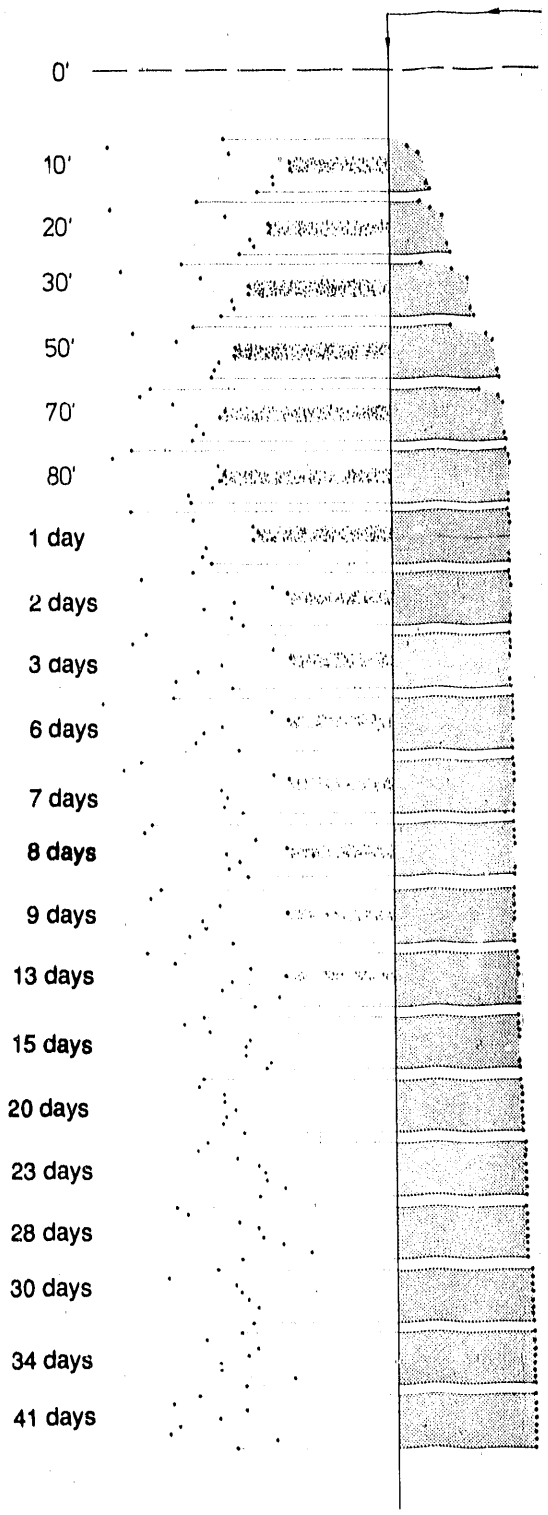 0'
10'
20'
30'
50'
70'
80'
1 day
2 days
3 days
6 days
7 days
8 days
9 days
13 days
15 days
20 days
23 days
28 days
30 days
34 days
41 days